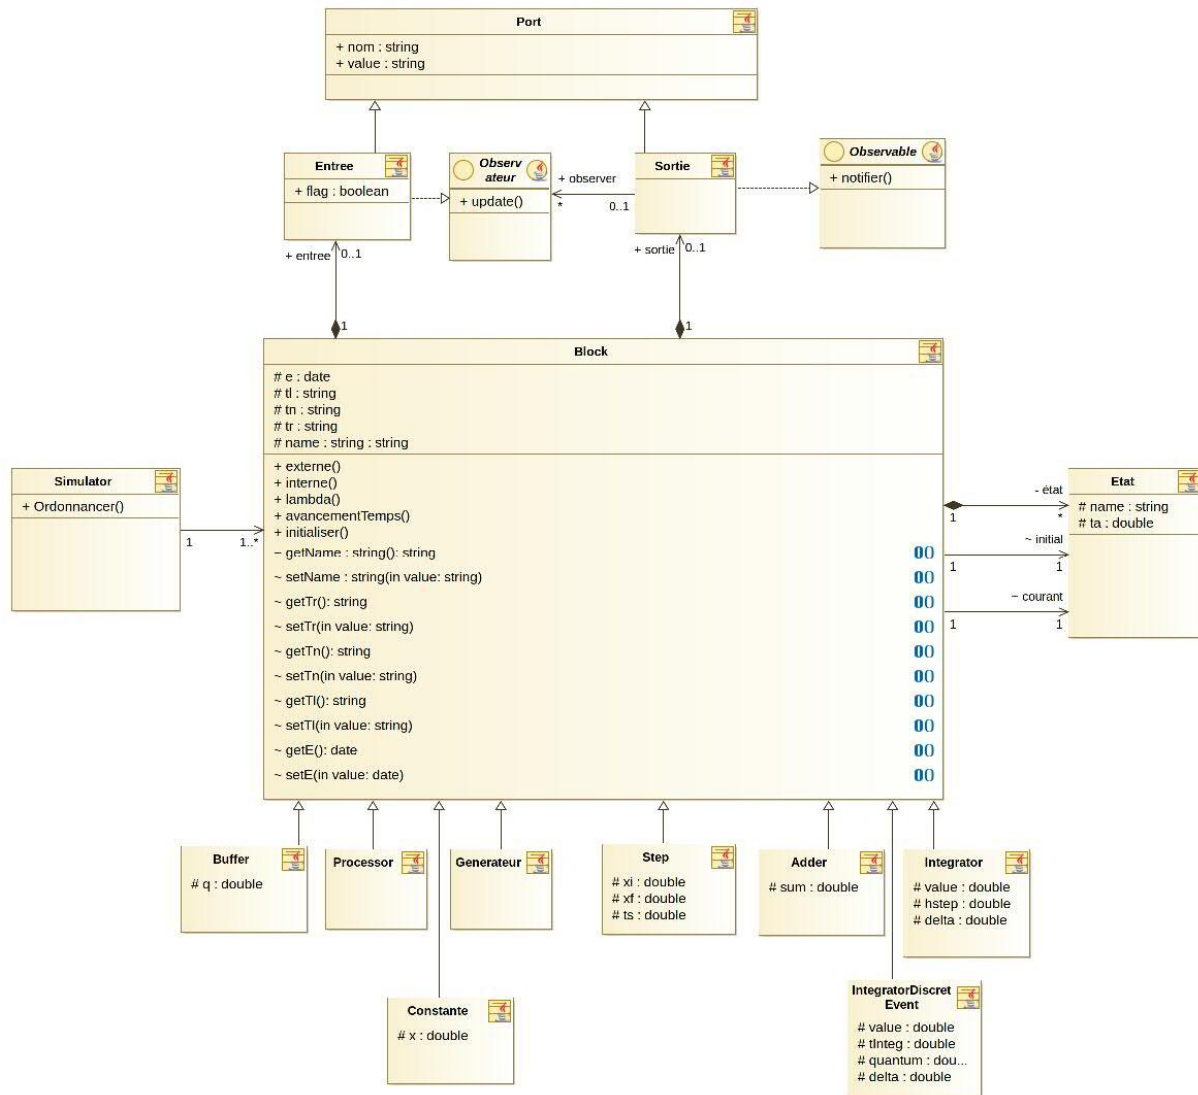 Port
+ nom : string
+ value : string
Entree
+ flag : boolean
Observ
ateur
+ update()
+ observer
*
0..1
Sortie
Observable
+ notifier()
+ entree
0..1
+ sortie
0..1
1
1
Block
# e : date
# tl : string
# tn : string
# tr : string
# name : string : string
+ externe()
+ interne()
+ lambda()
+ avancementTemps()
+ initialiser()
~ getName : string(): string
~ setName : string(in value: string)
~ getTr(): string
~ setTr(in value: string)
~ getTn(): string
~ setTn(in value: string)
~ getTl(): string
~ setTl(in value: string)
~ getE(): date
~ setE(in value: date)
Simulator
+ Ordonnancer()
1
1..*
- état
1
*
~ initial
1
1
~ courant
1
1
Etat
# name : string
# ta : double
Buffer
# q : double
Processor
Generateur
Step
# xi : double
# xf : double
# ts : double
Adder
# sum : double
Integrator
# value : double
# hstep : double
# delta : double
Constante
# x : double
IntegratorDiscret
Event
# value : double
# tInteg : double
# quantum : dou...
# delta : double